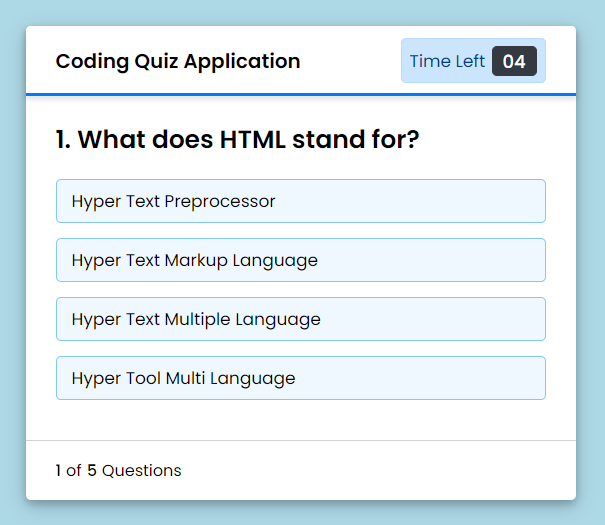 Coding Quiz Application
Time Left 04
1. What does HTML stand for?
Hyper Text Preprocessor
Hyper Text Markup Language
Hyper Text Multiple Language
Hyper Tool Multi Language
1 of 5 Questions